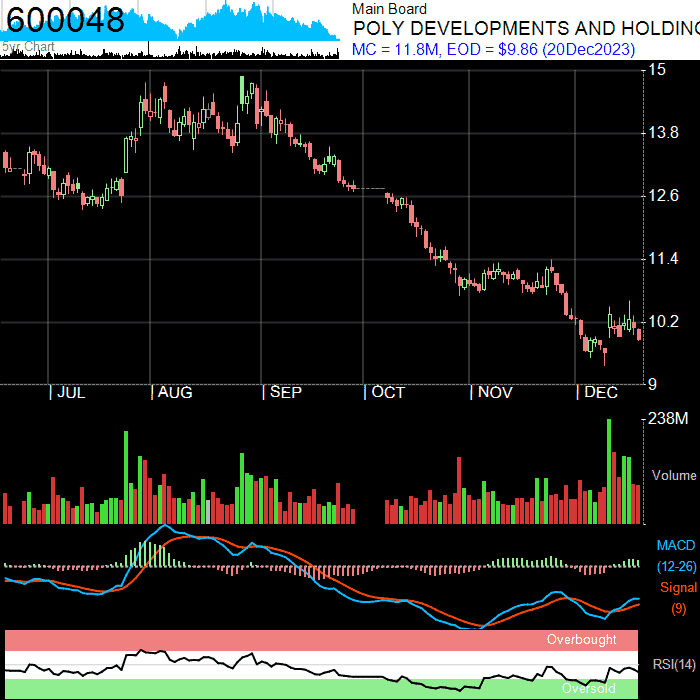 600048
5yr Chart
Main Board
POLY DEVELOPMENTS AND HOLDING
MC = 11.8M, EOD = $9.86 (20Dec2023)
15
13.8
12.6
11.4
10.2
9
| JUL | AUG | SEP | OCT | NOV | DEC
238M
Volume
MACD
(12-26)
Signal
(9)
Overbought
RSI(14)
Oversold